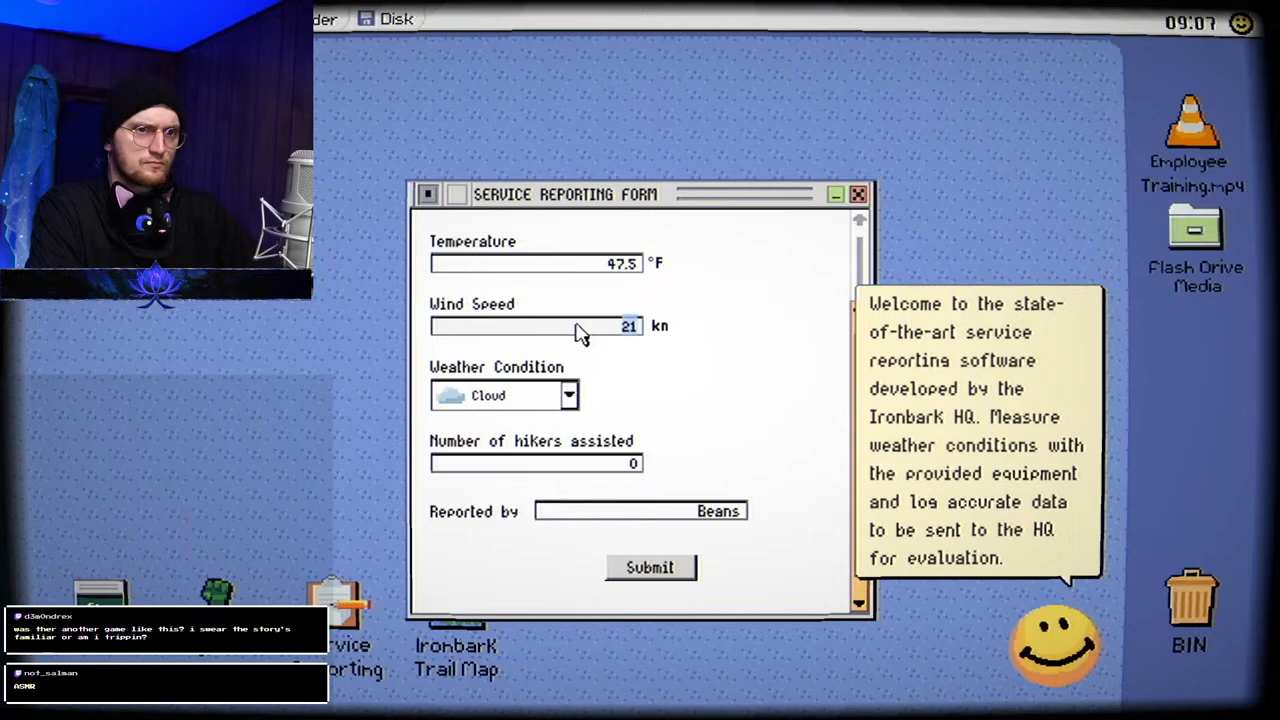 Disk
09:07
Employee
Training.mp4
Flash Drive
Media
SERVICE REPORTING FORM
Temperature
47.5 °F
Wind Speed
21 kn
Weather Condition
Cloud
Number of hikers assisted
0
Reported by Beans
Submit
Welcome to the state-
of-the-art service
reporting software
developed by the
Ironbark HQ. Measure
weather conditions with
the provided equipment
and log accurate data
to be sent to the HQ
for evaluation.
Ironbark
Trail Map
BIN
d3m0ndrex
was ther another game like this? i swear the story's
familiar or am i trippin?
not_salman
ASMR